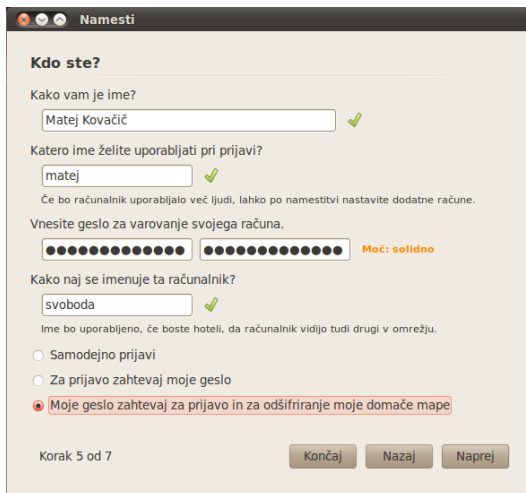 Namesti
Kdo ste?
Kako vam je ime?
Matej Kovačič
Katero ime želite uporabljati pri prijavi?
matej
Če bo računalnik uporabljalo več ljudi, lahko po namestitvi nastavite dodatne račune.
Vnesite geslo za varovanje svojega računa.
●●●●●●●●●●●●● ●●●●●●●●●●●●● Moč: solidno
Kako naj se imenuje ta računalnik?
svoboda
Ime bo uporabljeno, če boste hoteli, da računalnik vidijo tudi drugi v omrežju.
Samodejno prijavi
Za prijavo zahtevaj moje geslo
Moje geslo zahtevaj za prijavo in za odšifriranje moje domače mape
Korak 5 od 7 Končaj Nazaj Naprej